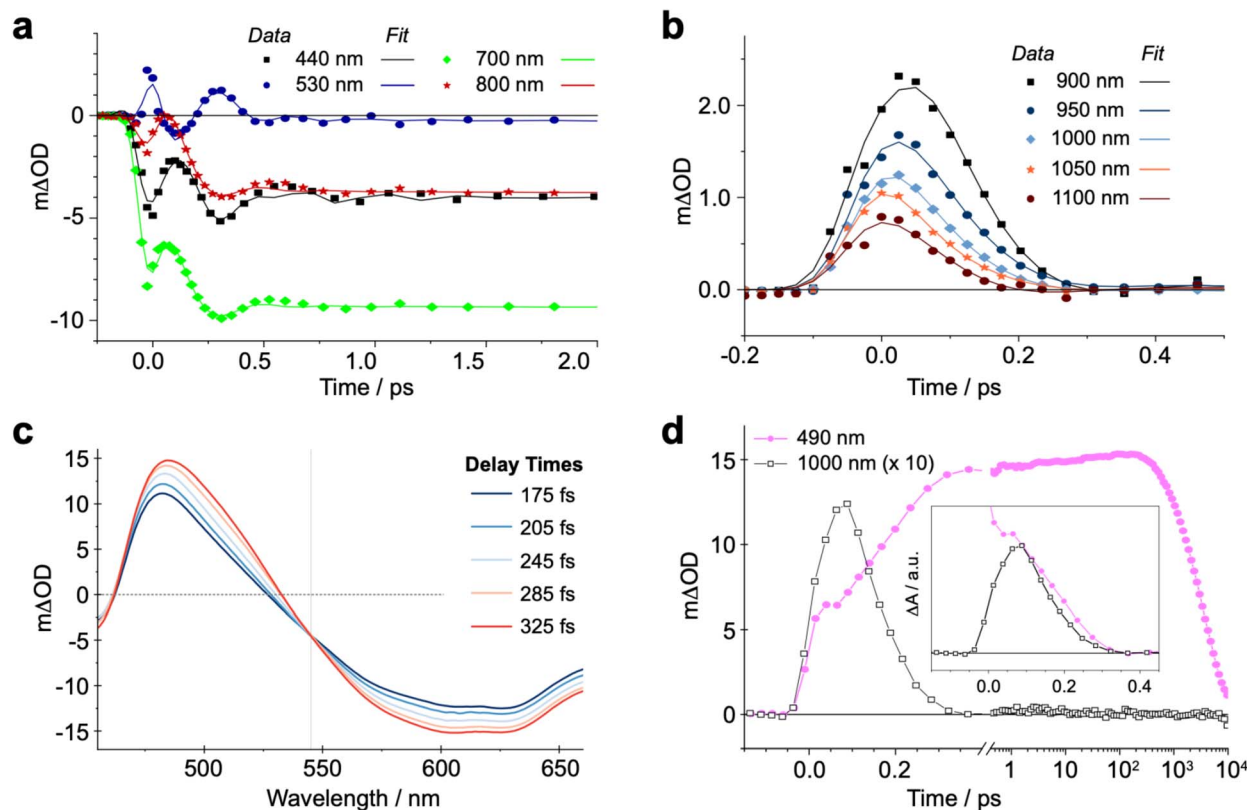 a
Data Fit
440 nm 700 nm
530 nm 800 nm
mΔOD
0
-5
-10
0.0 0.5 1.0 1.5 2.0
Time / ps
b
Data Fit
900 nm
950 nm
1000 nm
1050 nm
1100 nm
mΔOD
2.0
1.0
0.0
-0.2 0.0 0.2 0.4
Time / ps
c
Delay Times
175 fs
205 fs
245 fs
285 fs
325 fs
mΔOD
15
10
5
0
-5
-10
-15
500 550 600 650
Wavelength / nm
d
490 nm
1000 nm (x 10)
mΔOD
15
10
5
0
ΔA / a.u.
0.0 0.2 0.4
0.0 0.2 1 10 10² 10³ 10⁴
Time / ps